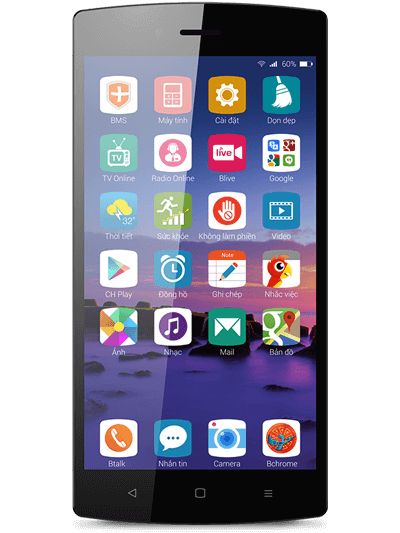 60%
BMS Máy tính Cài đặt Dọn dẹp
TV
live
TV Online Radio Online Blive Google
32°
Thời tiết Sức khỏe Không làm phiền Video
Note
CH Play Đồng hồ Ghi chép Nhắc việc
Ảnh Nhạc Mail Bản đồ
Btalk Nhắn tin Camera Bchrome